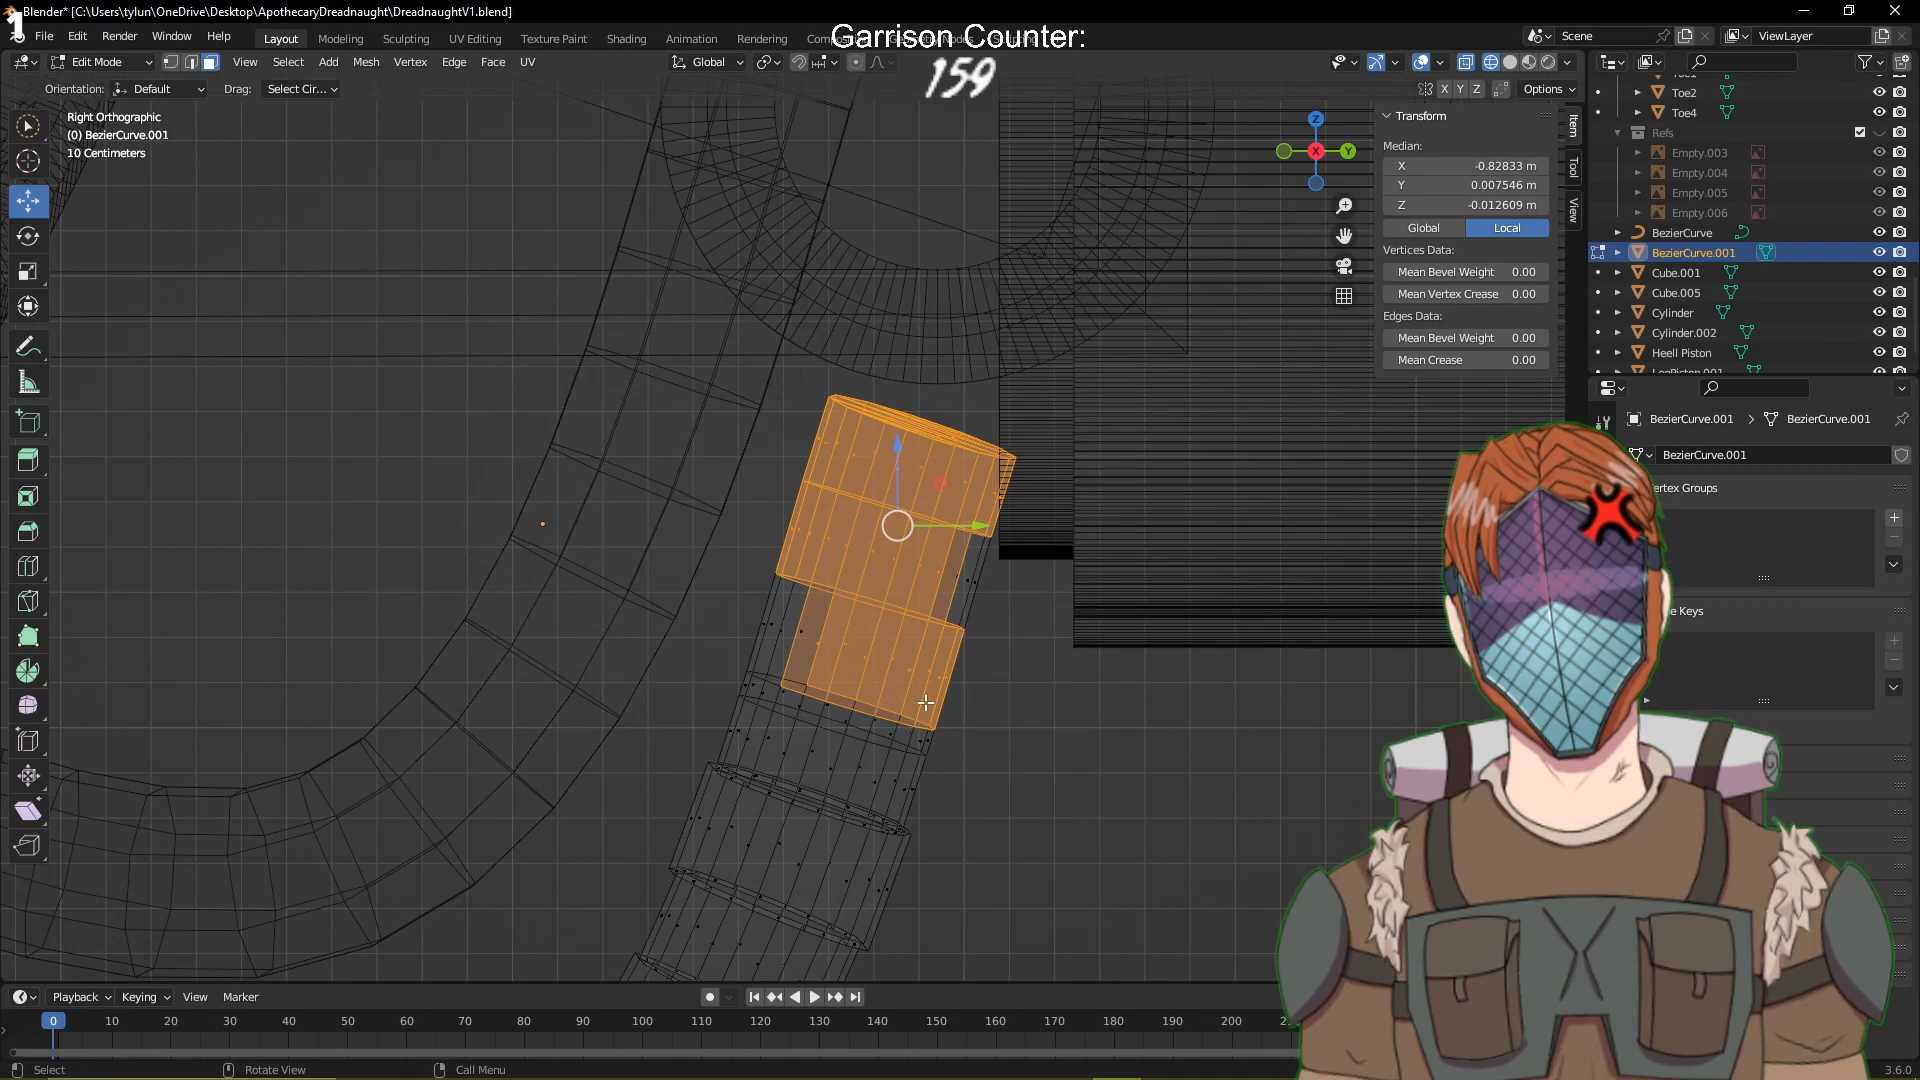 1
Blender* [C:\Users\tylun\OneDrive\Desktop\ApothecaryDreadnaught\DreadnaughtV1.blend]
Garrison Counter:
159
File Edit Render Window Help
Layout Modeling Sculpting UV Editing Texture Paint Shading Animation Rendering
Scene
ViewLayer
Edit Mode
View Select Add Mesh Vertex Edge Face UV
Global
Orientation: Default Drag: Select Cir...
X Y Z
Options
Right Orthographic
(0) BezierCurve.001
10 Centimeters
Z
X
Y
Transform
Median:
X -0.82833 m
Y 0.007546 m
Z -0.012609 m
Global Local
Vertices Data:
Mean Bevel Weight 0.00
Mean Vertex Crease 0.00
Edges Data:
Mean Bevel Weight 0.00
Mean Crease 0.00
Item
Tool
View
Toe2
Toe4
Refs
Empty.003
Empty.004
Empty.005
Empty.006
BezierCurve
BezierCurve.001
Cube.001
Cube.005
Cylinder
Cylinder.002
Heell Piston
BezierCurve.001 > BezierCurve.001
BezierCurve.001
ertex Groups
e Keys
Playback Keying View Marker
0 10 20 30 40 50 60 70 80 90 100 110 120 130 140 150 160 170 180 190 200
Select
Rotate View
Call Menu
3.6.0